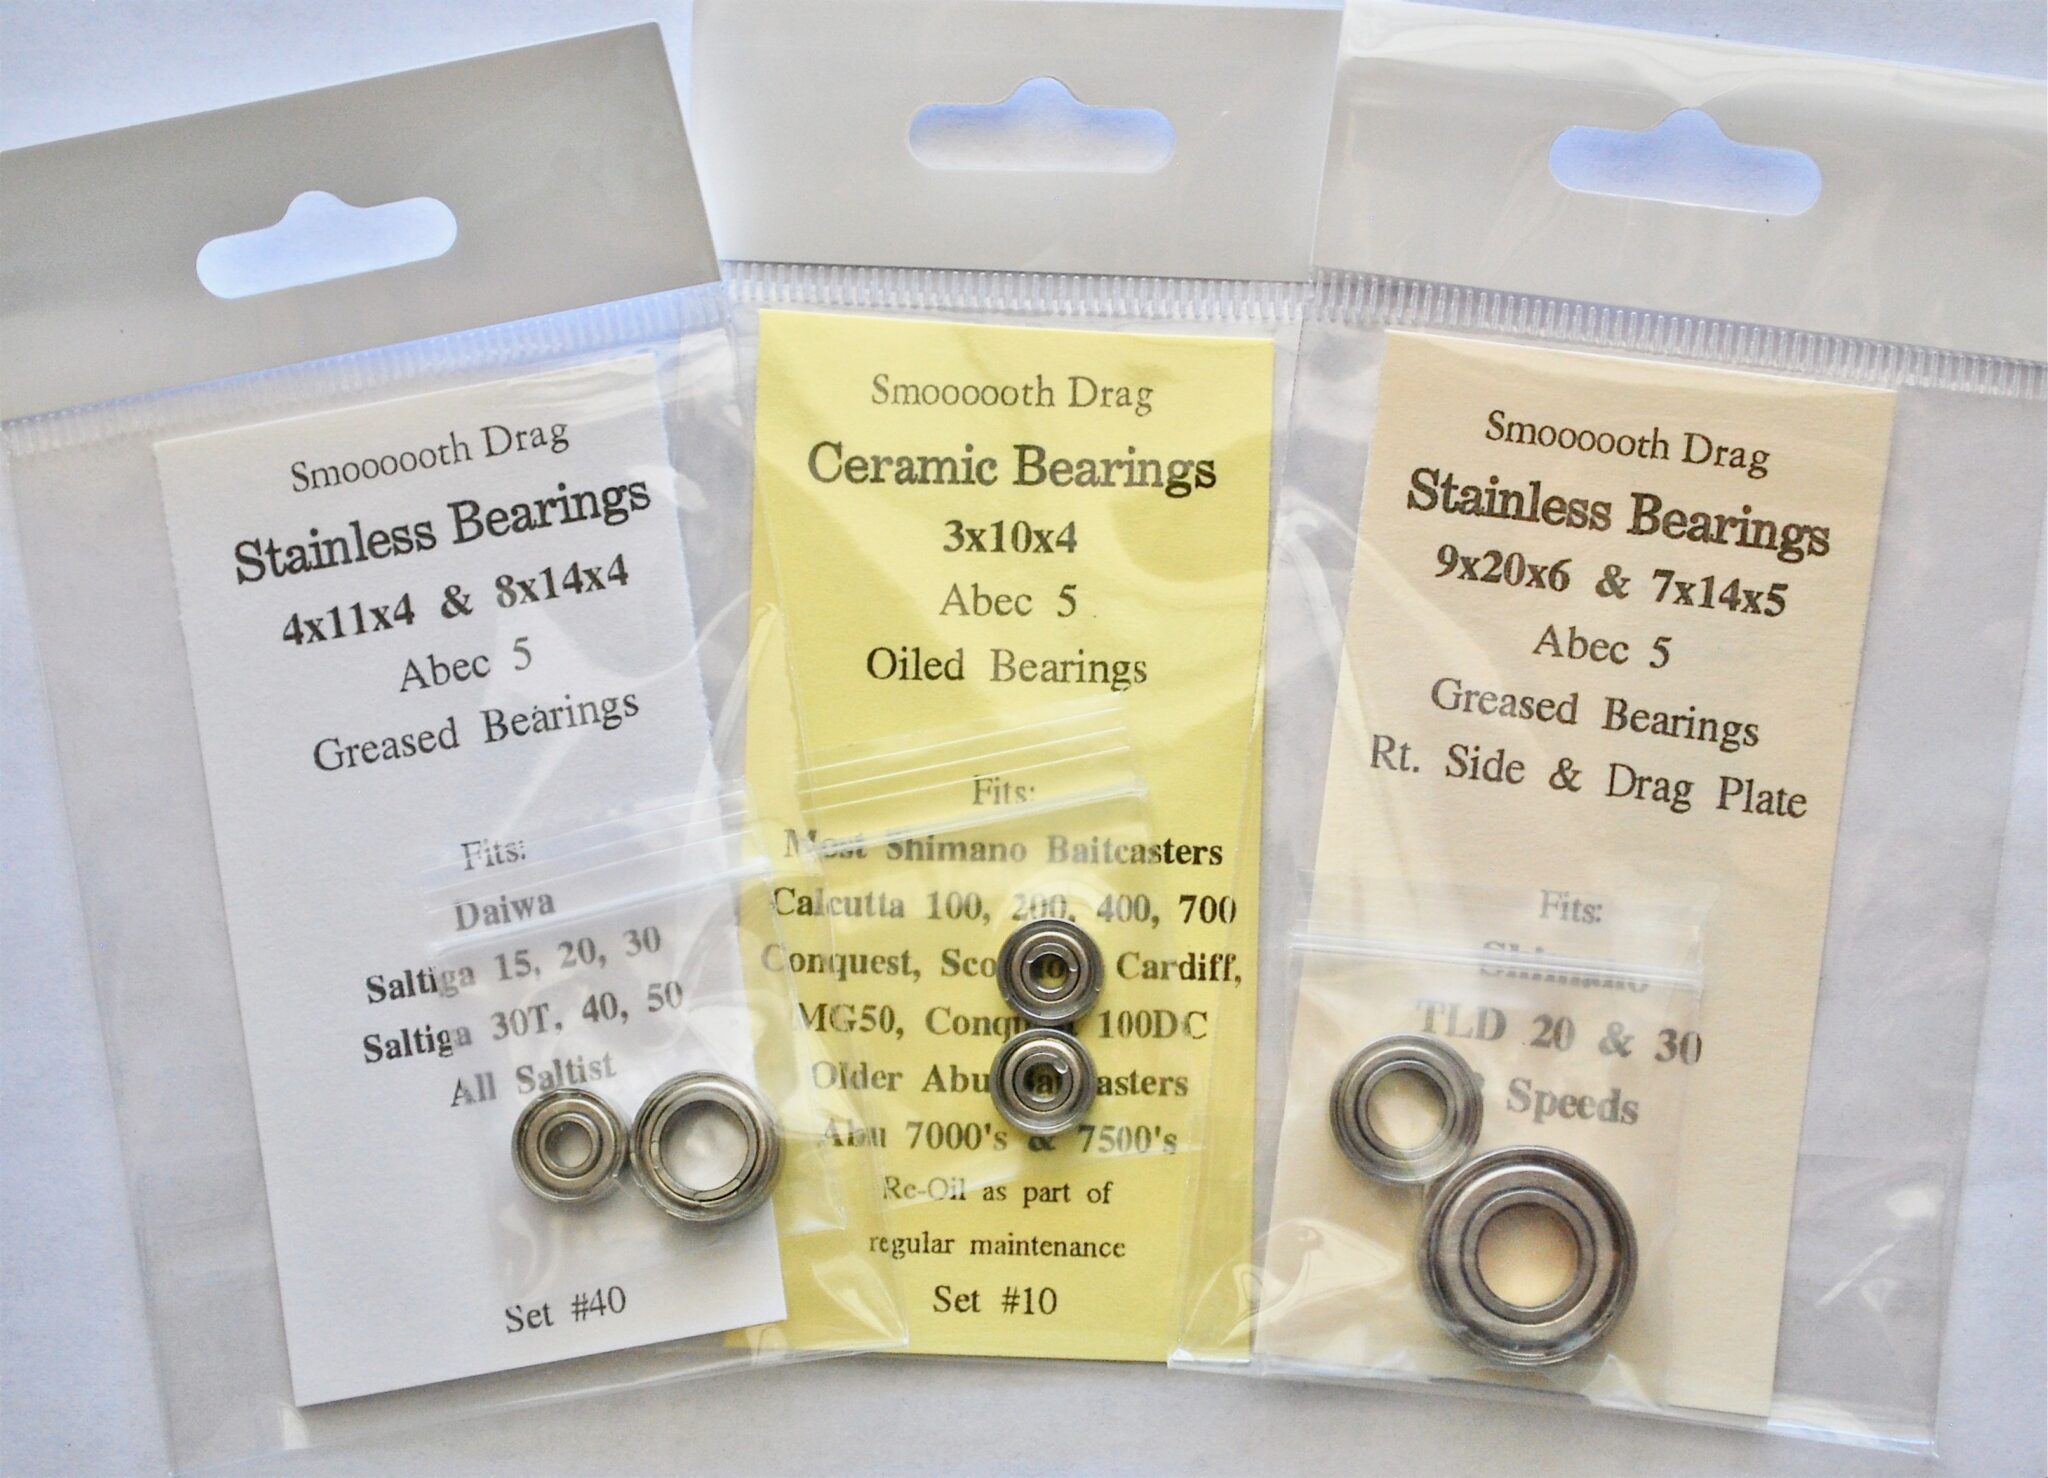 Smoooooth Drag
Stainless Bearings
4x11x4 & 8x14x4
Abec 5
Greased Bearings
Fits:
Daiwa
Saltiga 15, 20, 30
Saltiga 30T, 40, 50
All Saltist
Set #40
Smoooooth Drag
Ceramic Bearings
3x10x4
Abec 5
Oiled Bearings
Fits:
Most Shimano Baitcasters
Calcutta 100, 200, 400, 700
Conquest, Cardiff,
MG50, Conquest 100DC
Older Abu Baitcasters
Abu 7000's & 7500's
Re-Oil as part of
regular maintenance
Set #10
Smoooooth Drag
Stainless Bearings
9x20x6 & 7x14x5
Abec 5
Greased Bearings
Rt. Side & Drag Plate
Fits:
Shimano
TLD 20 & 30
Speeds